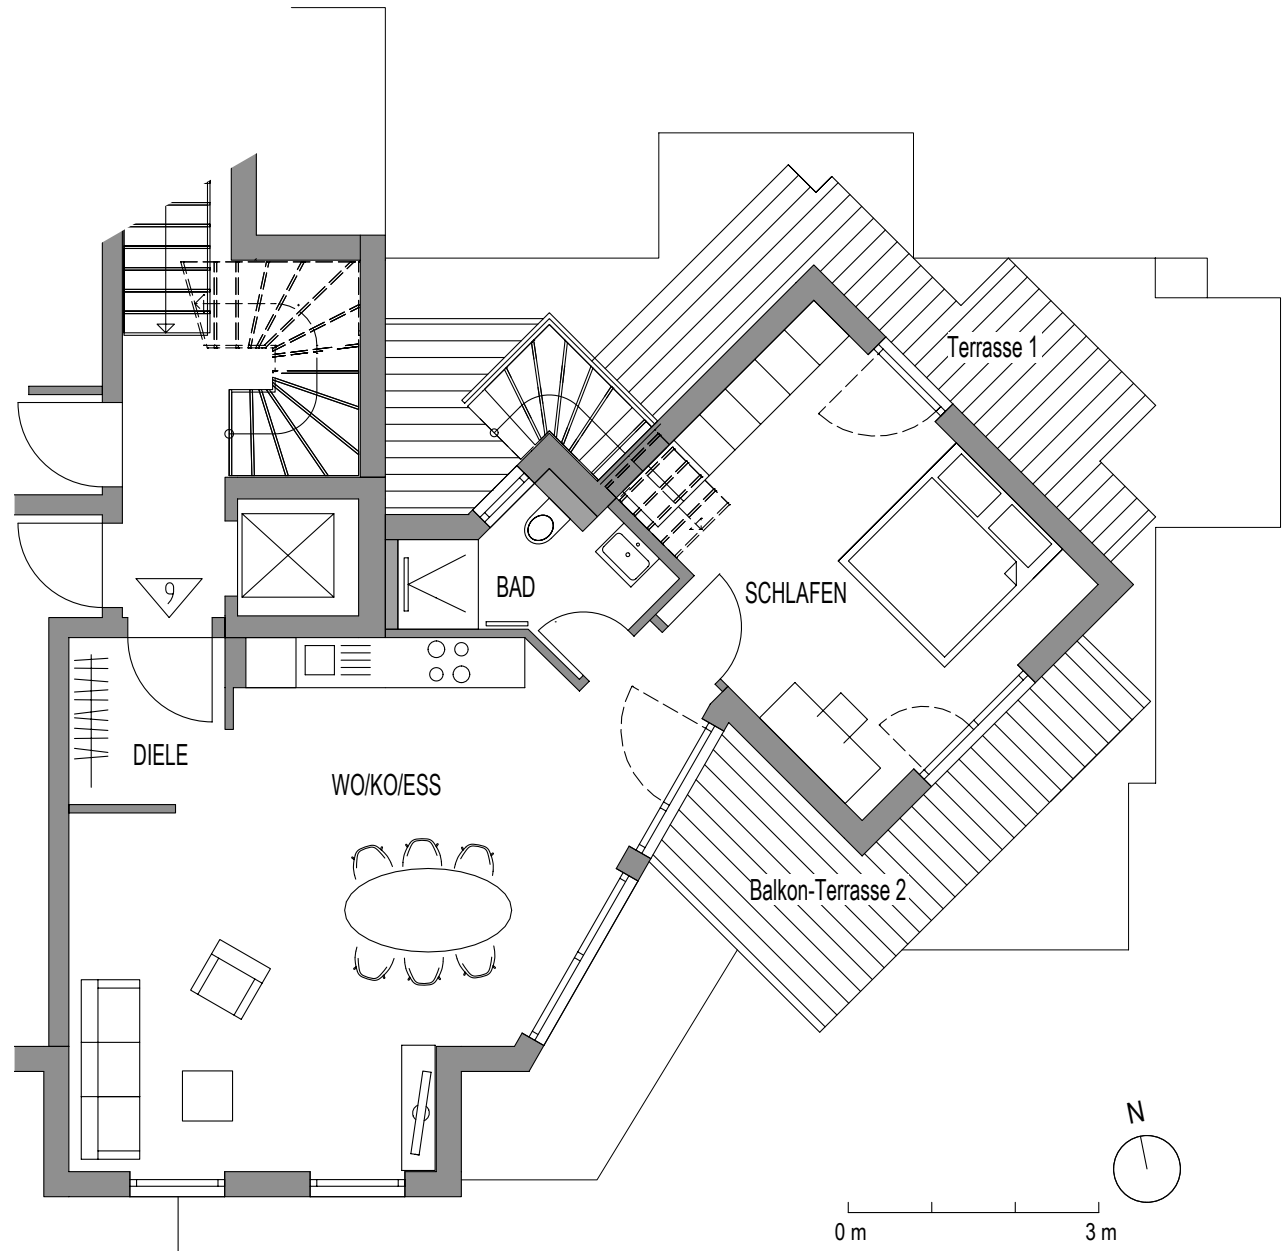 Terrasse 1
BAD
SCHLAFEN
9
DIELE
WO/KO/ESS
Balkon-Terrasse 2
N
0 m
3 m